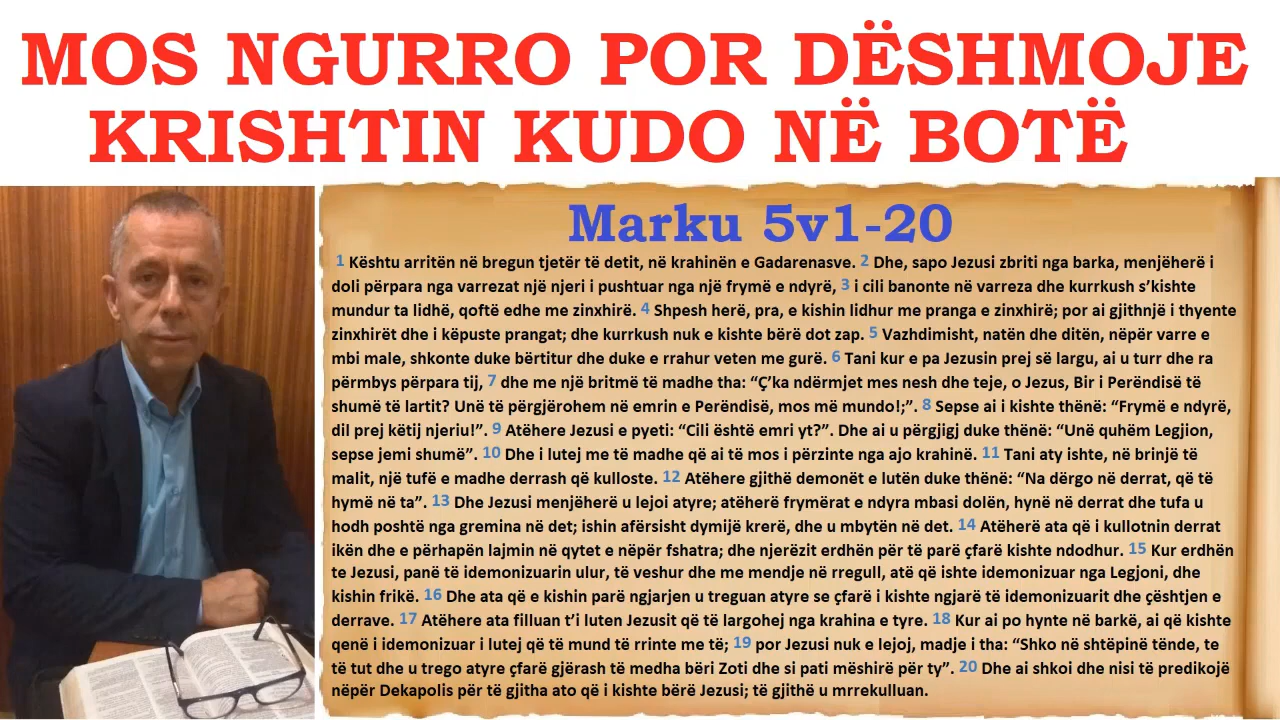 MOS NGURRO POR DËSHMOJE
KRISHTIN KUDO NË BOTË
Marku 5v1-20
1 Kështu arritën në bregun tjetër të detit, në krahinën e Gadarenasve. 2 Dhe, sapo Jezusi zbriti nga barka, menjëherë i
doli përpara nga varrezat një njeri i pushtuar nga një frymë e ndyrë, 3 i cili banonte në varreza dhe kurrkush s’kishte
mundur ta lidhë, qoftë edhe me zinxhirë. 4 Shpesh herë, pra, e kishin lidhur me pranga e zinxhirë; por ai gjithnjë i thyente
zinxhirët dhe i këpuste prangat; dhe kurrkush nuk e kishte bërë dot zap. 5 Vazhdimisht, natën dhe ditën, nëpër varre e
mbi male, shkonte duke bërtitur dhe duke e rrahur veten me gurë. 6 Tani kur e pa Jezusin prej së largu, ai u turr dhe ra
përmbys përpara tij, 7 dhe me një britmë të madhe tha: “Ç’ka ndërmjet mes nesh dhe teje, o Jezus, Bir i Perëndisë të
shumë të lartit? Unë të përgjërohem në emrin e Perëndisë, mos më mundo!;”. 8 Sepse ai i kishte thënë: “Frymë e ndyrë,
dil prej këtij njeriu!”. 9 Atëhere Jezusi e pyeti: “Cili është emri yt?”. Dhe ai u përgjigj duke thënë: “Unë quhëm Legjion,
sepse jemi shumë”. 10 Dhe i lutej me të madhe që ai të mos i përzinte nga ajo krahinë. 11 Tani aty ishte, në brinjë të
malit, një tufë e madhe derrash që kulloste. 12 Atëhere gjithë demonët e lutën duke thënë: “Na dërgo në derrat, që të
hymë në ta”. 13 Dhe Jezusi menjëherë u lejoi atyre; atëherë frymërat e ndyra mbasi dolën, hynë në derrat dhe tufa u
hodh poshtë nga gremina në det; ishin afërsisht dymijë krerë, dhe u mbytën në det. 14 Atëherë ata që i kullotnin derrat
ikën dhe e përhapën lajmin në qytet e nëpër fshatra; dhe njerëzit erdhën për të parë çfarë kishte ndodhur. 15 Kur erdhën
te Jezusi, panë të idemonizuarin ulur, të veshur dhe me mendje në rregull, atë që ishte idemonizuar nga Legjoni, dhe
kishin frikë. 16 Dhe ata që e kishin parë ngjarjen u treguan atyre se çfarë i kishte ngjarë të idemonizuarit dhe çështjen e
derrave. 17 Atëhere ata filluan t’i luten Jezusit që të largohej nga krahina e tyre. 18 Kur ai po hynte në barkë, ai që kishte
qenë i idemonizuar i lutej që të mund të rrinte me të; 19 por Jezusi nuk e lejoj, madje i tha: “Shko në shtëpinë tënde, te
të tut dhe u trego atyre çfarë gjërash të medha bëri Zoti dhe si pati mëshirë për ty”. 20 Dhe ai shkoi dhe nisi të predikojë
nëpër Dekapolis për të gjitha ato që i kishte bërë Jezusi; të gjithë u mrrekulluan.